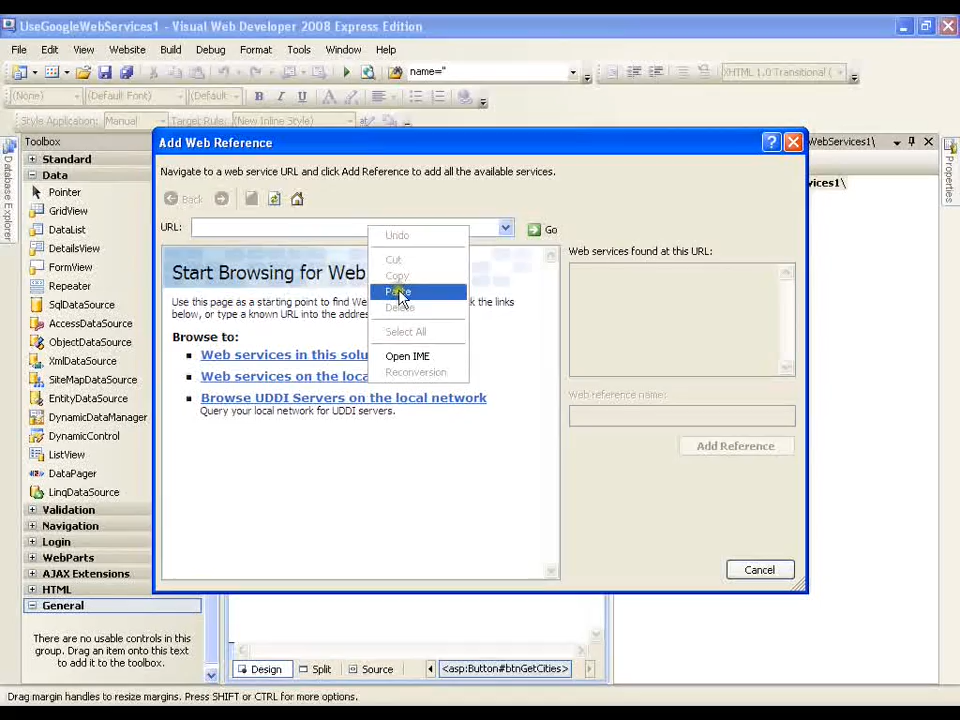 UseGoogleWebServices1 - Visual Web Developer 2008 Express Edition
File Edit View Website Build Debug Format Tools Window Help
name="
XHTML 1.0 Transitional (
(None) (Default Font) (Default
B I U A
Style Application: Manual Target Rule: (New Inline Style)
Toolbox
Add Web Reference
WebServices1\
Standard
Data
Pointer
GridView
DataList
DetailsView
FormView
Repeater
SqlDataSource
AccessDataSource
ObjectDataSource
XmlDataSource
SiteMapDataSource
EntityDataSource
DynamicDataManager
DynamicControl
ListView
DataPager
LinqDataSource
Validation
Navigation
Login
WebParts
AJAX Extensions
HTML
General
There are no usable controls in this
group. Drag an item onto this text
to add it to the toolbox.
Database Explorer
Navigate to a web service URL and click Add Reference to add all the available services.
Back
URL:
Go
Start Browsing for Web
Use this page as a starting point to find We
k the links
below, or type a known URL into the addre
Browse to:
Web services in this solu
Web services on the loca
Browse UDDI Servers on the local network
Query your local network for UDDI servers.
Undo
Cut
Copy
Paste
Delete
Select All
Open IME
Reconversion
Web services found at this URL:
Web reference name:
Add Reference
Cancel
vices1\
Properties
Design Split Source <asp:Button#btnGetCities>
Drag margin handles to resize margins. Press SHIFT or CTRL for more options.